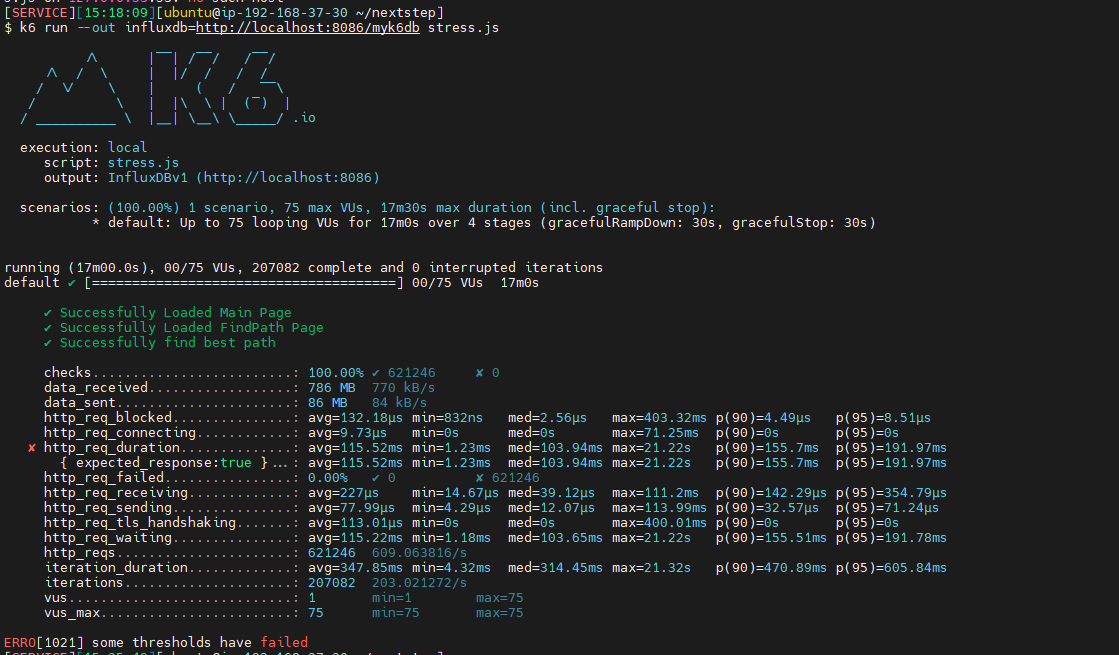 [SERVICE][15:18:09][ubuntu@ip-192-168-37-30 ~/nextstep]
$ k6 run --out influxdb=http://localhost:8086/myk6db stress.js
.io
execution: local
script: stress.js
output: InfluxDBv1 (http://localhost:8086)
scenarios: (100.00%) 1 scenario, 75 max VUs, 17m30s max duration (incl. graceful stop):
* default: Up to 75 looping VUs for 17m0s over 4 stages (gracefulRampDown: 30s, gracefulStop: 30s)
running (17m00.0s), 00/75 VUs, 207082 complete and 0 interrupted iterations
default ✔ [======================================] 00/75 VUs  17m0s
✔ Successfully Loaded Main Page
✔ Successfully Loaded FindPath Page
✔ Successfully find best path
checks.........................: 100.00% ✔ 621246     ✘ 0
data_received..................: 786 MB  770 kB/s
data_sent......................: 86 MB   84 kB/s
http_req_blocked...............: avg=132.18µs min=832ns   med=2.56µs   max=403.32ms p(90)=4.49µs   p(95)=8.51µs
http_req_connecting............: avg=9.73µs   min=0s      med=0s       max=71.25ms  p(90)=0s       p(95)=0s
✘ http_req_duration..............: avg=115.52ms min=1.23ms  med=103.94ms max=21.22s   p(90)=155.7ms  p(95)=191.97ms
{ expected_response:true }...: avg=115.52ms min=1.23ms  med=103.94ms max=21.22s   p(90)=155.7ms  p(95)=191.97ms
http_req_failed................: 0.00%   ✔ 0          ✘ 621246
http_req_receiving.............: avg=227µs    min=14.67µs med=39.12µs  max=111.2ms  p(90)=142.29µs p(95)=354.79µs
http_req_sending...............: avg=77.99µs  min=4.29µs  med=12.07µs  max=113.99ms p(90)=32.57µs  p(95)=71.24µs
http_req_tls_handshaking.......: avg=113.01µs min=0s      med=0s       max=400.01ms p(90)=0s       p(95)=0s
http_req_waiting...............: avg=115.22ms min=1.18ms  med=103.65ms max=21.22s   p(90)=155.51ms p(95)=191.78ms
http_reqs......................: 621246  609.063816/s
iteration_duration.............: avg=347.85ms min=4.32ms  med=314.45ms max=21.32s   p(90)=470.89ms p(95)=605.84ms
iterations.....................: 207082  203.021272/s
vus............................: 1       min=1        max=75
vus_max........................: 75      min=75       max=75
ERRO[1021] some thresholds have failed